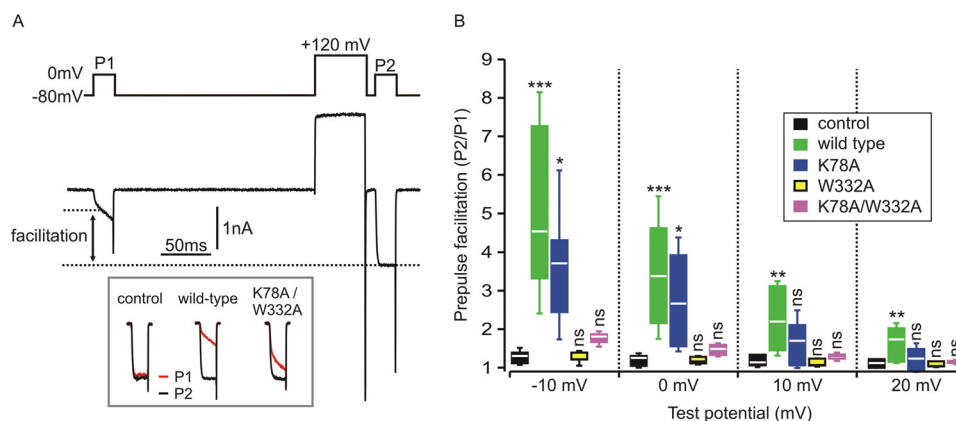 A
+120 mV
P1
P2
0mV
-80mV
facilitation
1nA
50ms
control
wild-type
K78A /
W332A
P1
P2
B
Prepulse facilitation (P2/P1)
9
8
7
6
5
4
3
2
1
***
*
ns
ns
***
*
ns
ns
**
ns
ns
ns
**
ns
ns
ns
control
wild type
K78A
W332A
K78A/W332A
-10 mV
0 mV
10 mV
20 mV
Test potential (mV)